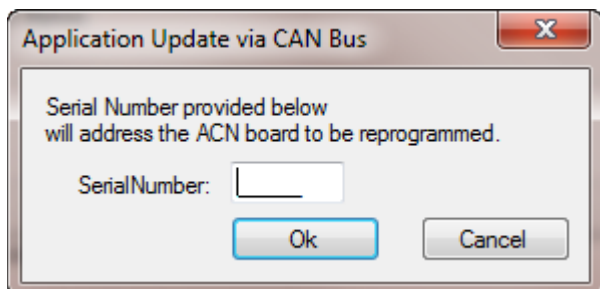 Application Update via CAN Bus
Serial Number provided below
will address the ACN board to be reprogrammed.
SerialNumber: _____
Ok
Cancel